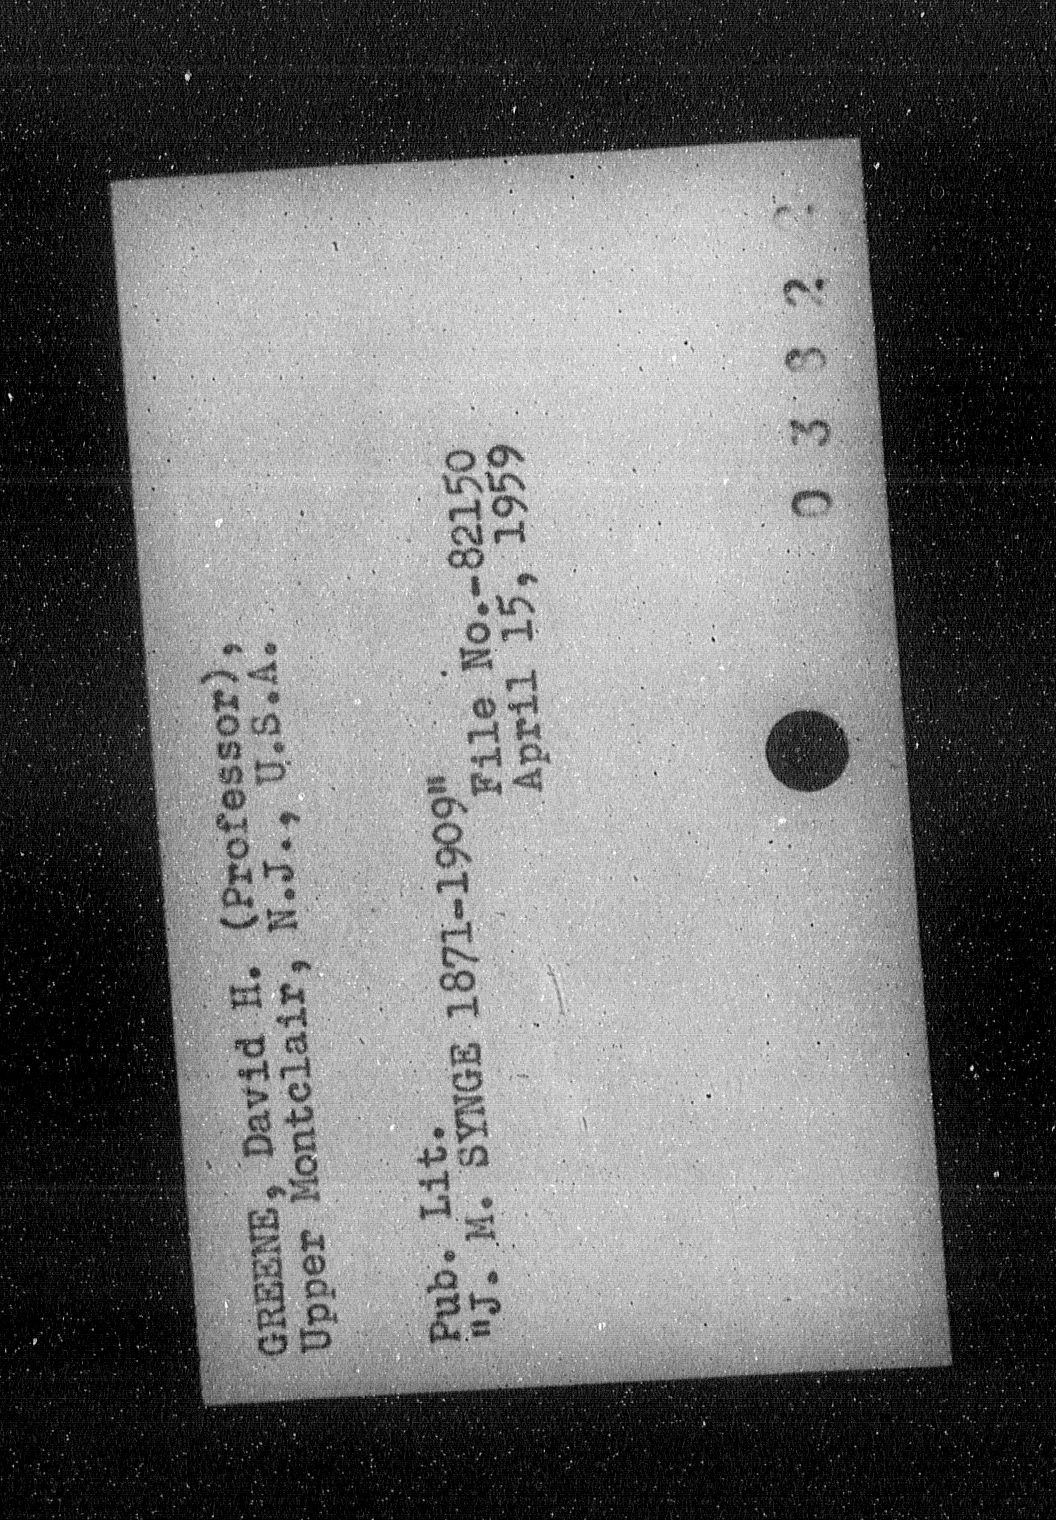 GREENE, David H. (Professor),
Upper Montclair, N.J., U.S.A.
Pub. Lit.
"J. M. SYNGE 1871-1909"
File No.-82150
April 15, 1959
0 3 3 2